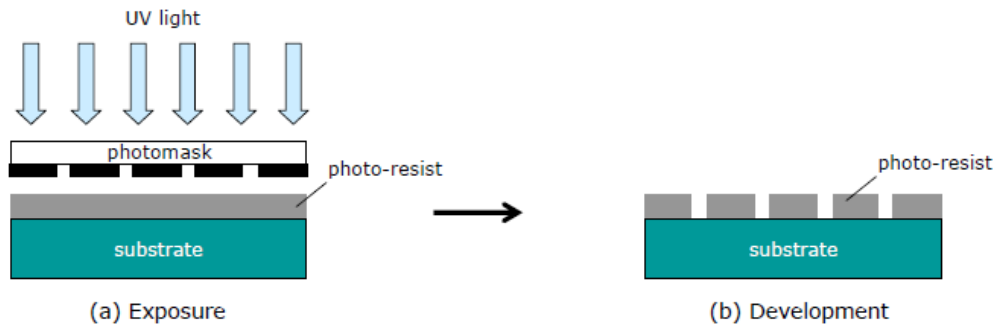 UV light
photomask
photo-resist
substrate
(a) Exposure
photo-resist
substrate
(b) Development